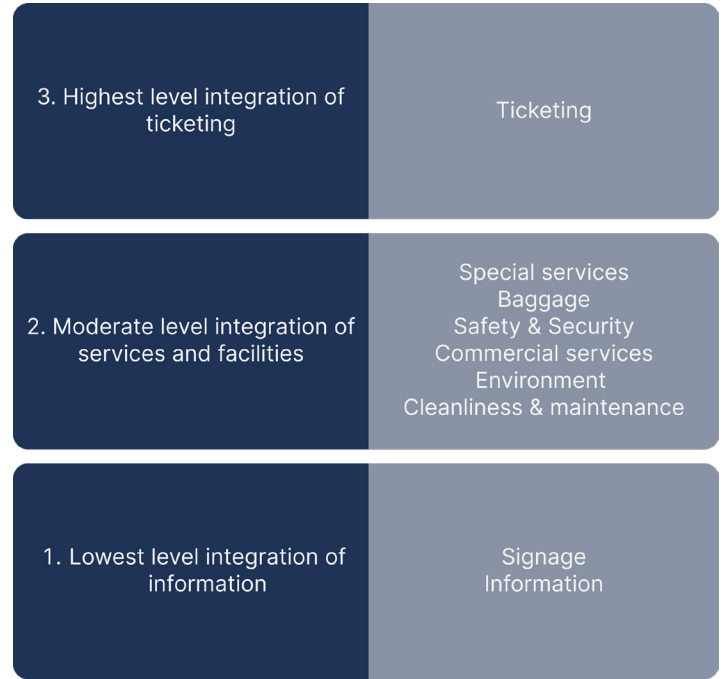 3. Highest level integration of
ticketing
Ticketing
2. Moderate level integration of
services and facilities
Special services
Baggage
Safety & Security
Commercial services
Environment
Cleanliness & maintenance
1. Lowest level integration of
information
Signage
Information